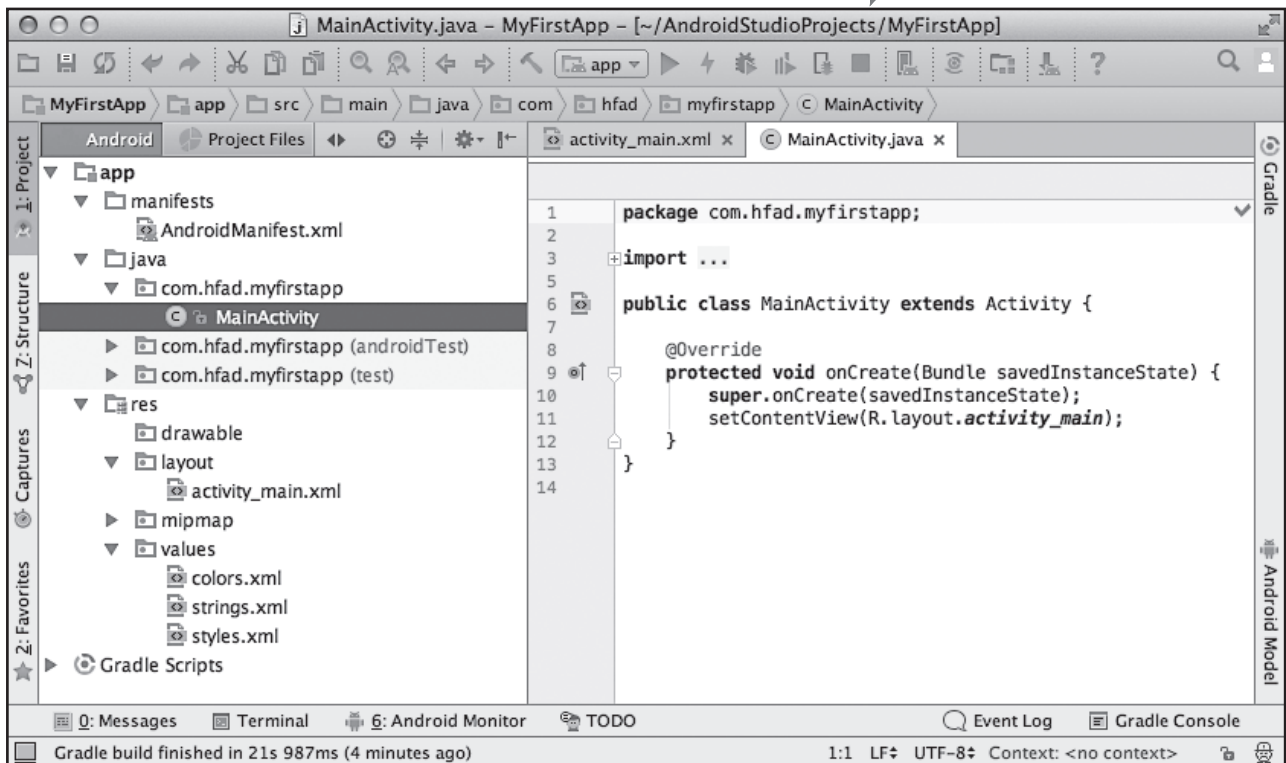 MainActivity.java – MyFirstApp – [~/AndroidStudioProjects/MyFirstApp]
app
?
MyFirstApp app src main java com hfad myfirstapp MainActivity
Android Project Files
activity_main.xml MainActivity.java
1: Project
Z: Structure
Captures
2: Favorites
app
manifests
AndroidManifest.xml
java
com.hfad.myfirstapp
MainActivity
com.hfad.myfirstapp (androidTest)
com.hfad.myfirstapp (test)
res
drawable
layout
activity_main.xml
mipmap
values
colors.xml
strings.xml
styles.xml
Gradle Scripts
1 package com.hfad.myfirstapp;
2
3 import ...
5
6 public class MainActivity extends Activity {
7
8 @Override
9 protected void onCreate(Bundle savedInstanceState) {
10 super.onCreate(savedInstanceState);
11 setContentView(R.layout.activity_main);
12 }
13 }
14
Gradle
Android Model
0: Messages Terminal 6: Android Monitor TODO Event Log Gradle Console
Gradle build finished in 21s 987ms (4 minutes ago) 1:1 LF UTF-8 Context: <no context>